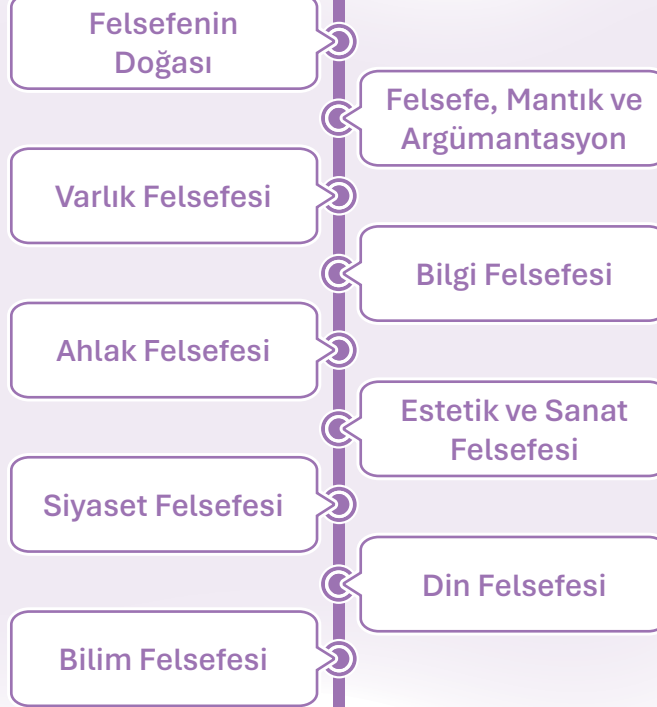 Felsefenin
Doğası
Felsefe, Mantık ve
Argümantasyon
Varlık Felsefesi
Bilgi Felsefesi
Ahlak Felsefesi
Estetik ve Sanat
Felsefesi
Siyaset Felsefesi
Din Felsefesi
Bilim Felsefesi